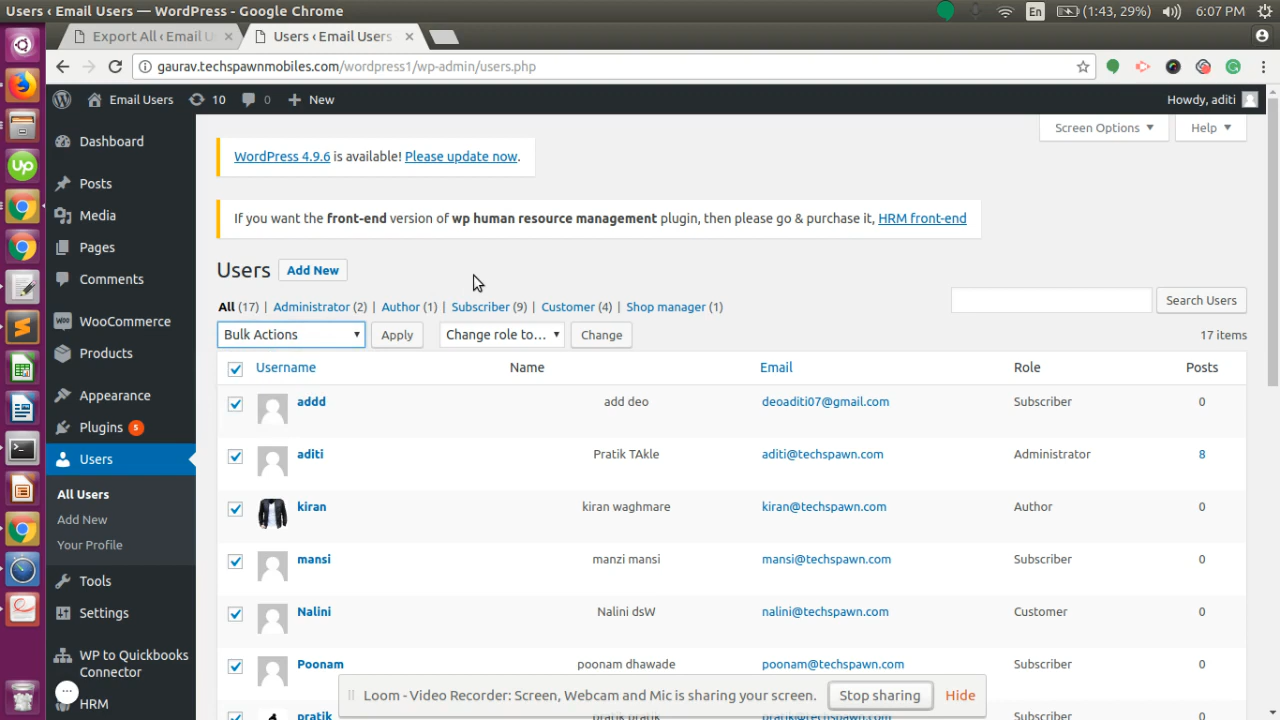 Users ‹ Email Users — WordPress - Google Chrome
En
(1:43, 29%)
6:07 PM
Export All ‹ Email U
Users ‹ Email Users
gaurav.techspawnmobiles.com/wordpress1/wp-admin/users.php
Email Users
10
0
New
Howdy, aditi
Up
Dashboard
Posts
Media
Pages
Comments
WooCommerce
Products
Appearance
Plugins 5
Users
All Users
Add New
Your Profile
Tools
Settings
WP to Quickbooks
Connector
HRM
Screen Options
Help
WordPress 4.9.6 is available! Please update now.
If you want the front-end version of wp human resource management plugin, then please go & purchase it, HRM front-end
Users Add New
All (17) | Administrator (2) | Author (1) | Subscriber (9) | Customer (4) | Shop manager (1)
Search Users
Bulk Actions Apply Change role to... Change 17 items
Username Name Email Role Posts
addd add deo deoaditi07@gmail.com Subscriber 0
aditi Pratik TAkle aditi@techspawn.com Administrator 8
kiran kiran waghmare kiran@techspawn.com Author 0
mansi manzi mansi mansi@techspawn.com Subscriber 0
Nalini Nalini dsW nalini@techspawn.com Customer 0
Poonam poonam dhawade poonam@techspawn.com Subscriber 0
Loom - Video Recorder: Screen, Webcam and Mic is sharing your screen. Stop sharing Hide
pratik